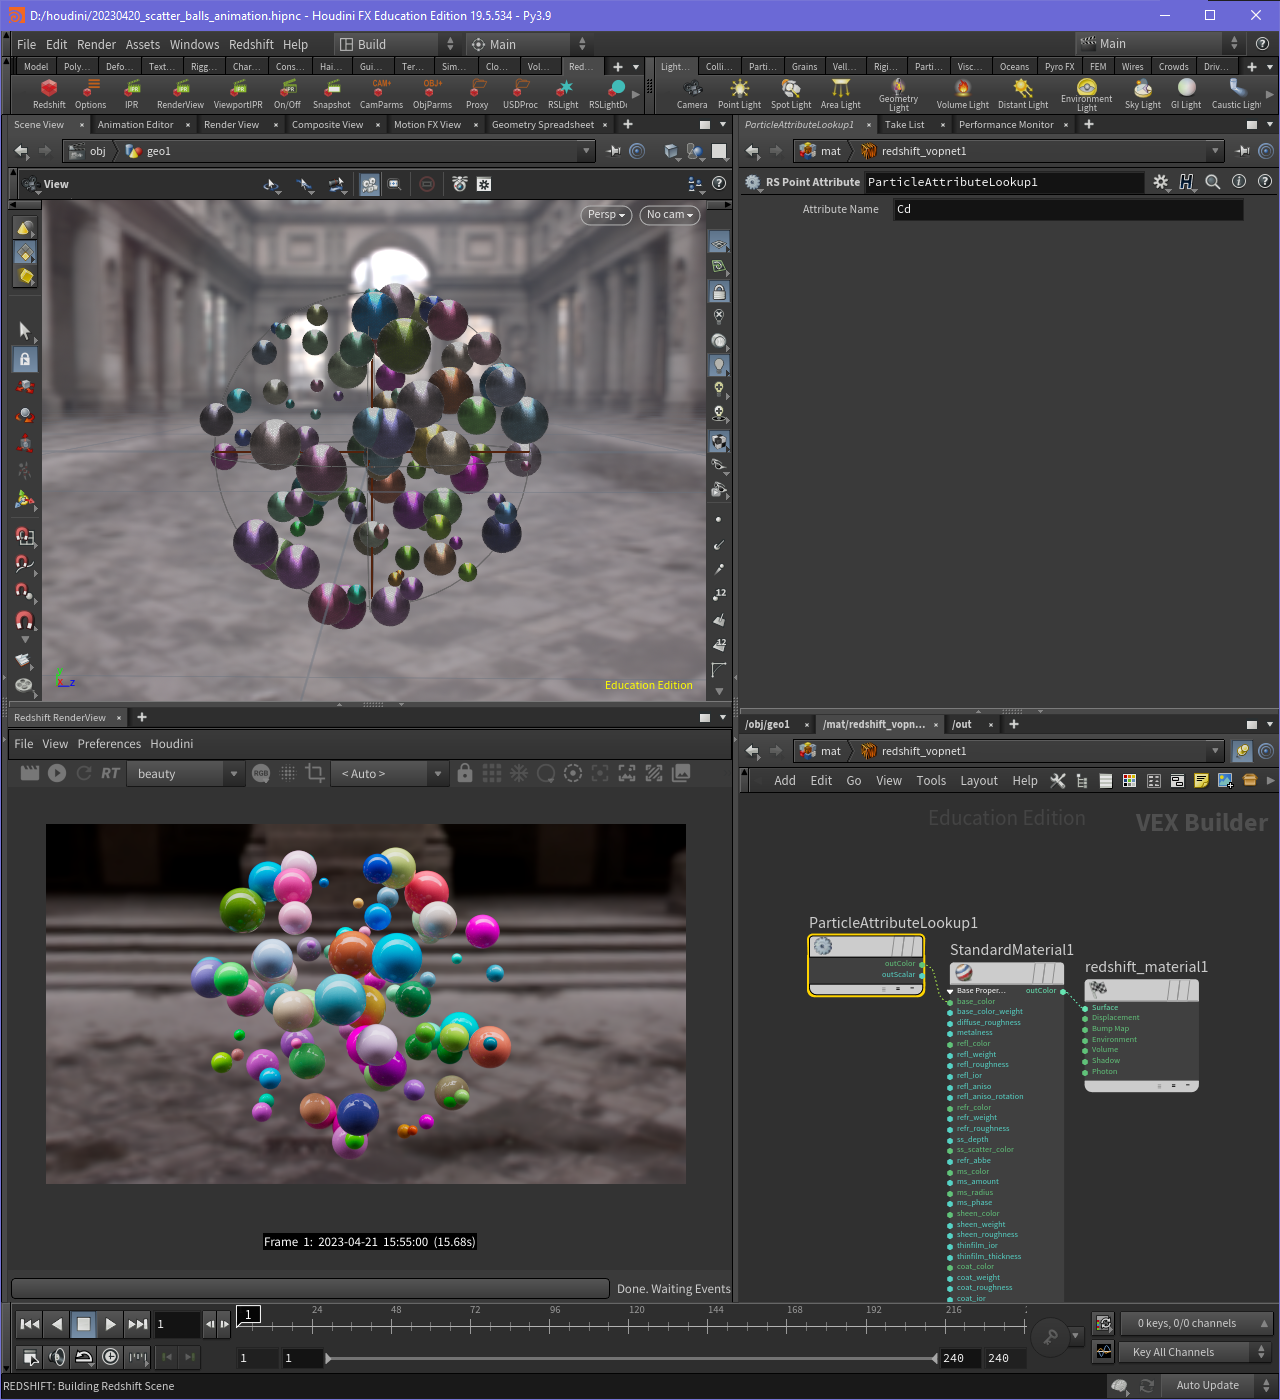 D:/houdini/20230420_scatter_balls_animation.hipnc - Houdini FX Education Edition 19.5.534 - Py3.9
File Edit Render Assets Windows Redshift Help Build Main Main
Model Poly... Defo... Text... Rigg... Char... Cons... Hai... Gui... Ter... Sim... Clo... Vol... Red... Light... Colli... Parti... Grains Vell... Rigi... Parti... Visc... Oceans Pyro FX FEM Wires Crowds Driv...
Redshift Options IPR RenderView ViewportIPR On/Off Snapshot CamParms ObjParms Proxy USDProc RSLight RSLightD Camera Point Light Spot Light Area Light Geometry Light Volume Light Distant Light Environment Light Sky Light GI Light Caustic Light
Scene View Animation Editor Render View Composite View Motion FX View Geometry Spreadsheet ParticleAttributeLookup1 Take List Performance Monitor
obj geo1 mat redshift_vopnet1
View RS Point Attribute ParticleAttributeLookup1
Attribute Name Cd
Persp No cam
12
12
y
x z
Education Edition
Redshift RenderView
File View Preferences Houdini
RT beauty RGB < Auto >
Frame 1: 2023-04-21 15:55:00 (15.68s)
Done. Waiting Events
/obj/geo1 /mat/redshift_vopn... /out
mat redshift_vopnet1
Add Edit Go View Tools Layout Help
Education Edition VEX Builder
ParticleAttributeLookup1
outColor
outScalar
StandardMaterial1
Base Proper... outColor
base_color
base_color_weight
diffuse_roughness
metalness
refl_color
refl_weight
refl_roughness
refl_ior
refl_aniso
refl_aniso_rotation
refr_color
refr_weight
refr_roughness
ss_depth
ss_scatter_color
refr_abbe
ms_color
ms_amount
ms_radius
ms_phase
sheen_color
sheen_weight
sheen_roughness
thinfilm_ior
thinfilm_thickness
coat_color
coat_weight
coat_roughness
coat_ior
redshift_material1
Surface
Displacement
Bump Map
Environment
Volume
Shadow
Photon
1 1 24 48 72 96 120 144 168 192 216
0 keys, 0/0 channels
1 1 240 240 Key All Channels
REDSHIFT: Building Redshift Scene Auto Update